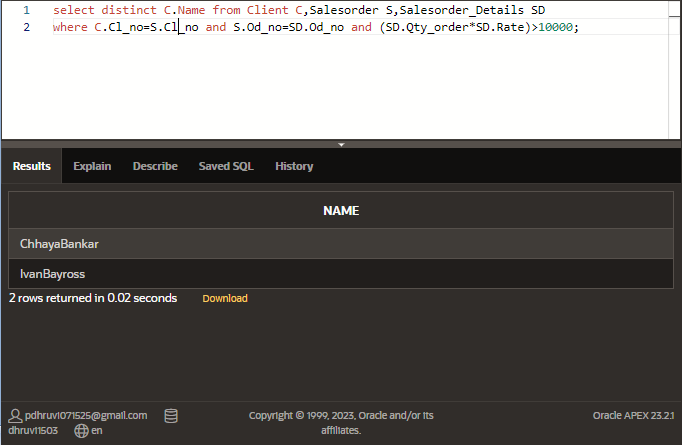 1 select distinct C.Name from Client C,Salesorder S,Salesorder_Details SD
2 where C.Cl_no=S.Cl_no and S.Od_no=SD.Od_no and (SD.Qty_order*SD.Rate)>10000;
Results Explain Describe Saved SQL History
NAME
ChhayaBankar
IvanBayross
2 rows returned in 0.02 seconds Download
pdhruv1071525@gmail.com Copyright © 1999, 2023, Oracle and/or its Oracle APEX 23.2.1
dhruv11503 en affiliates.